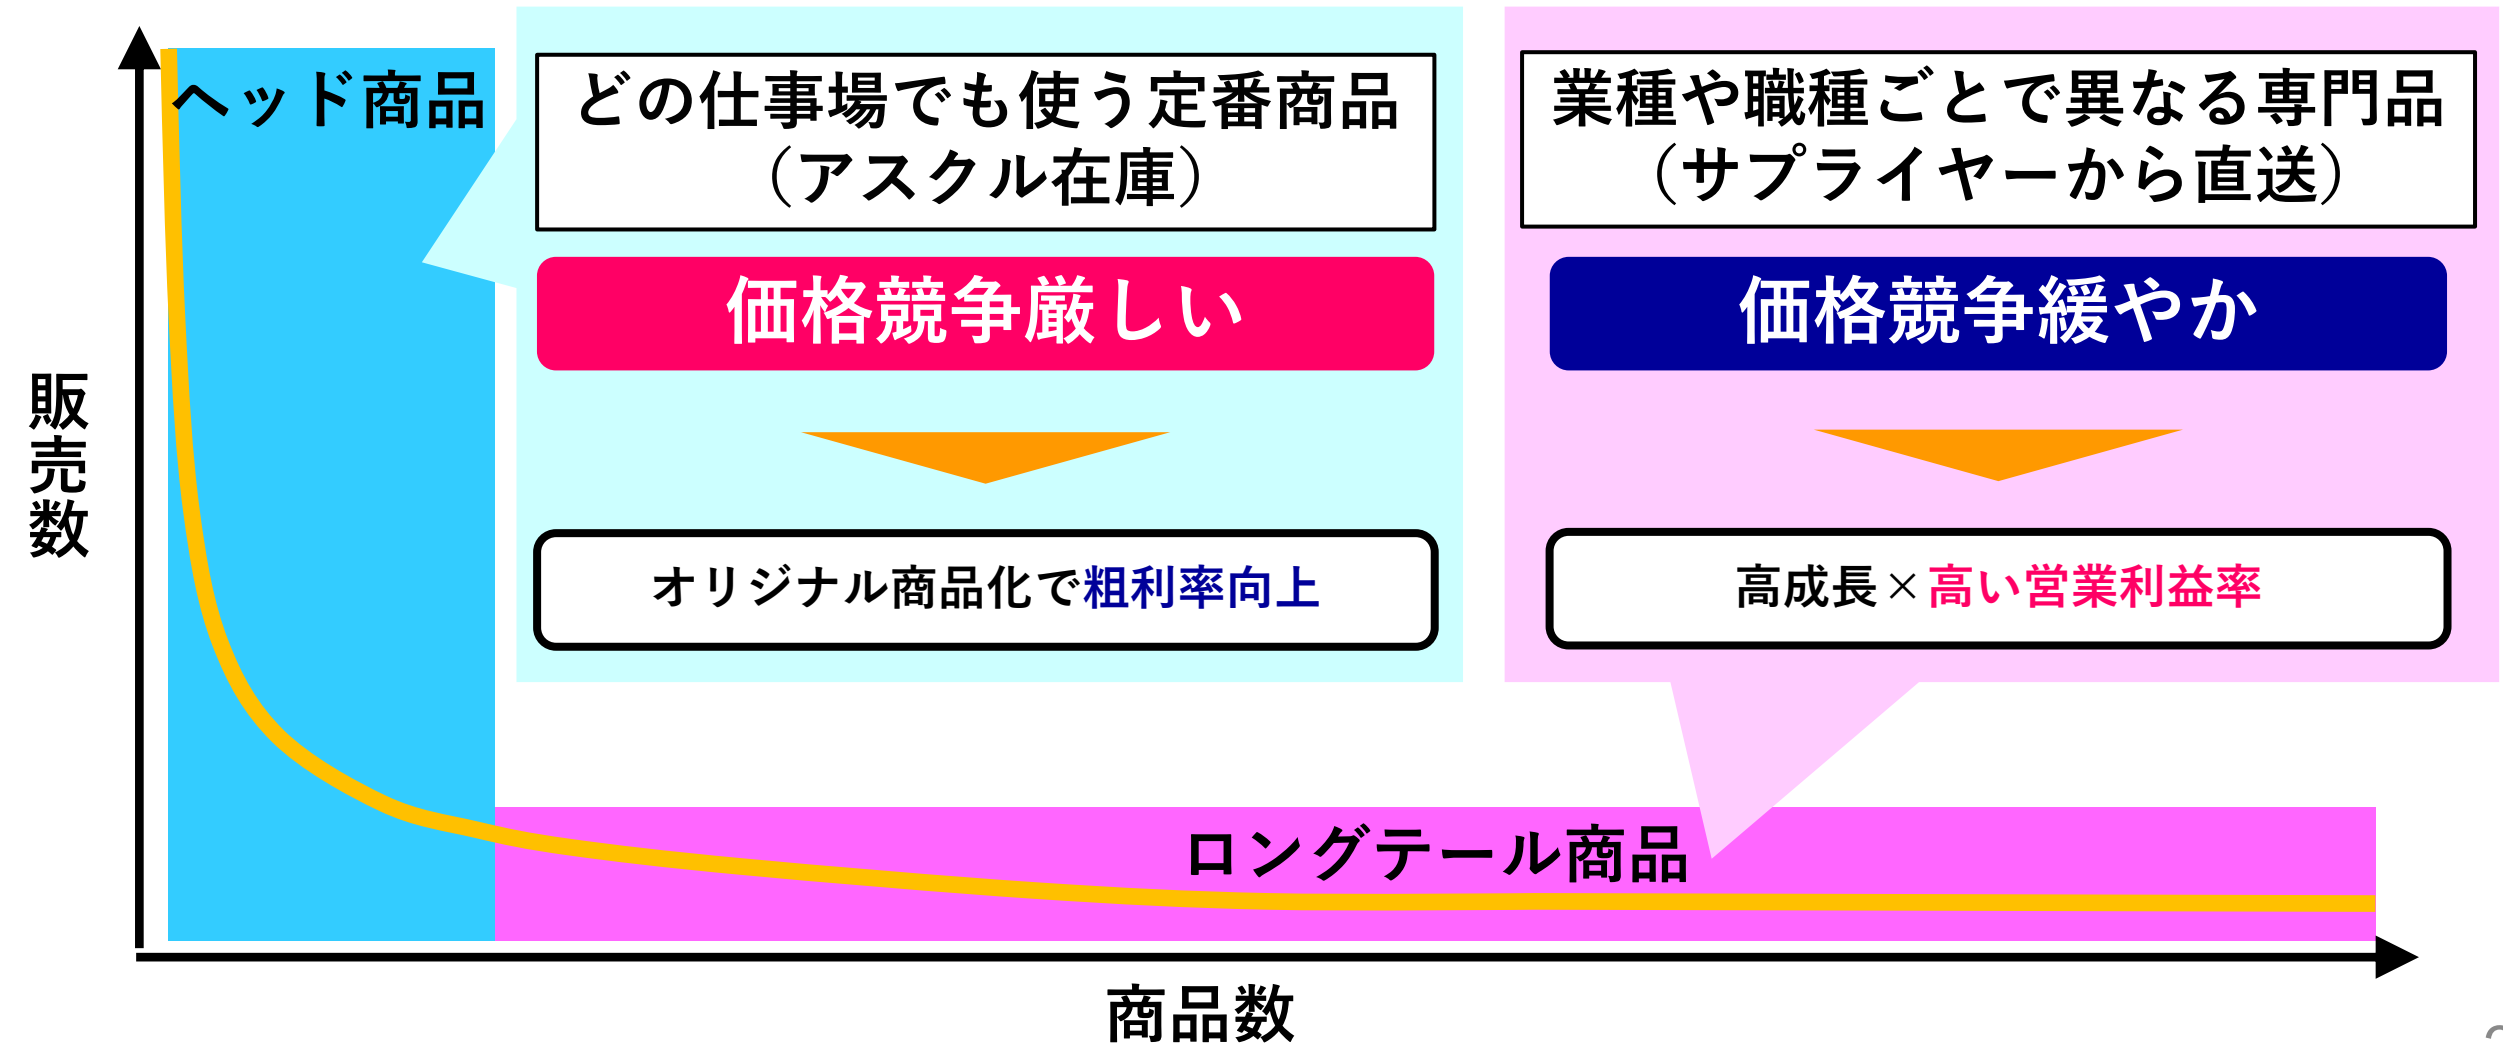 ヘッド商品
どの仕事場でも使う定番商品
（アスクル在庫）
価格競争厳しい
オリジナル商品化で粗利率向上
業種や職種ごとで異なる専門品
（サプライヤーから直送）
価格競争緩やか
高成長×高い営業利益率
販売数
ロングテール商品
商品数